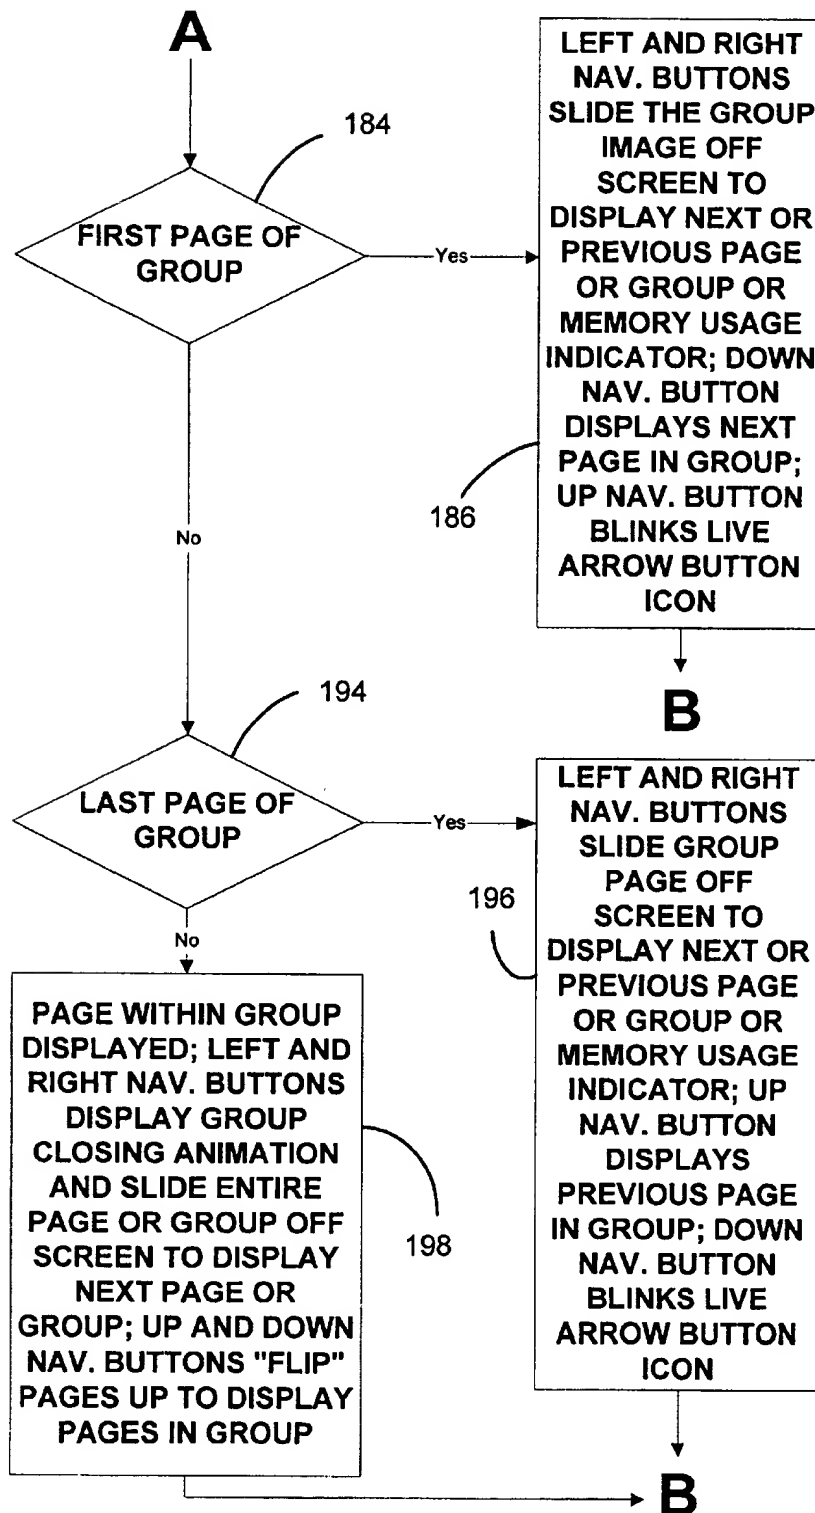 A
184
FIRST PAGE OF
GROUP
Yes
LEFT AND RIGHT
NAV. BUTTONS
SLIDE THE GROUP
IMAGE OFF
SCREEN TO
DISPLAY NEXT OR
PREVIOUS PAGE
OR GROUP OR
MEMORY USAGE
INDICATOR; DOWN
NAV. BUTTON
DISPLAYS NEXT
PAGE IN GROUP;
UP NAV. BUTTON
BLINKS LIVE
ARROW BUTTON
ICON
186
No
B
194
LAST PAGE OF
GROUP
Yes
LEFT AND RIGHT
NAV. BUTTONS
SLIDE GROUP
PAGE OFF
SCREEN TO
DISPLAY NEXT OR
PREVIOUS PAGE
OR GROUP OR
MEMORY USAGE
INDICATOR; UP
NAV. BUTTON
DISPLAYS
PREVIOUS PAGE
IN GROUP; DOWN
NAV. BUTTON
BLINKS LIVE
ARROW BUTTON
ICON
196
No
PAGE WITHIN GROUP
DISPLAYED; LEFT AND
RIGHT NAV. BUTTONS
DISPLAY GROUP
CLOSING ANIMATION
AND SLIDE ENTIRE
PAGE OR GROUP OFF
SCREEN TO DISPLAY
NEXT PAGE OR
GROUP; UP AND DOWN
NAV. BUTTONS "FLIP"
PAGES UP TO DISPLAY
PAGES IN GROUP
198
B